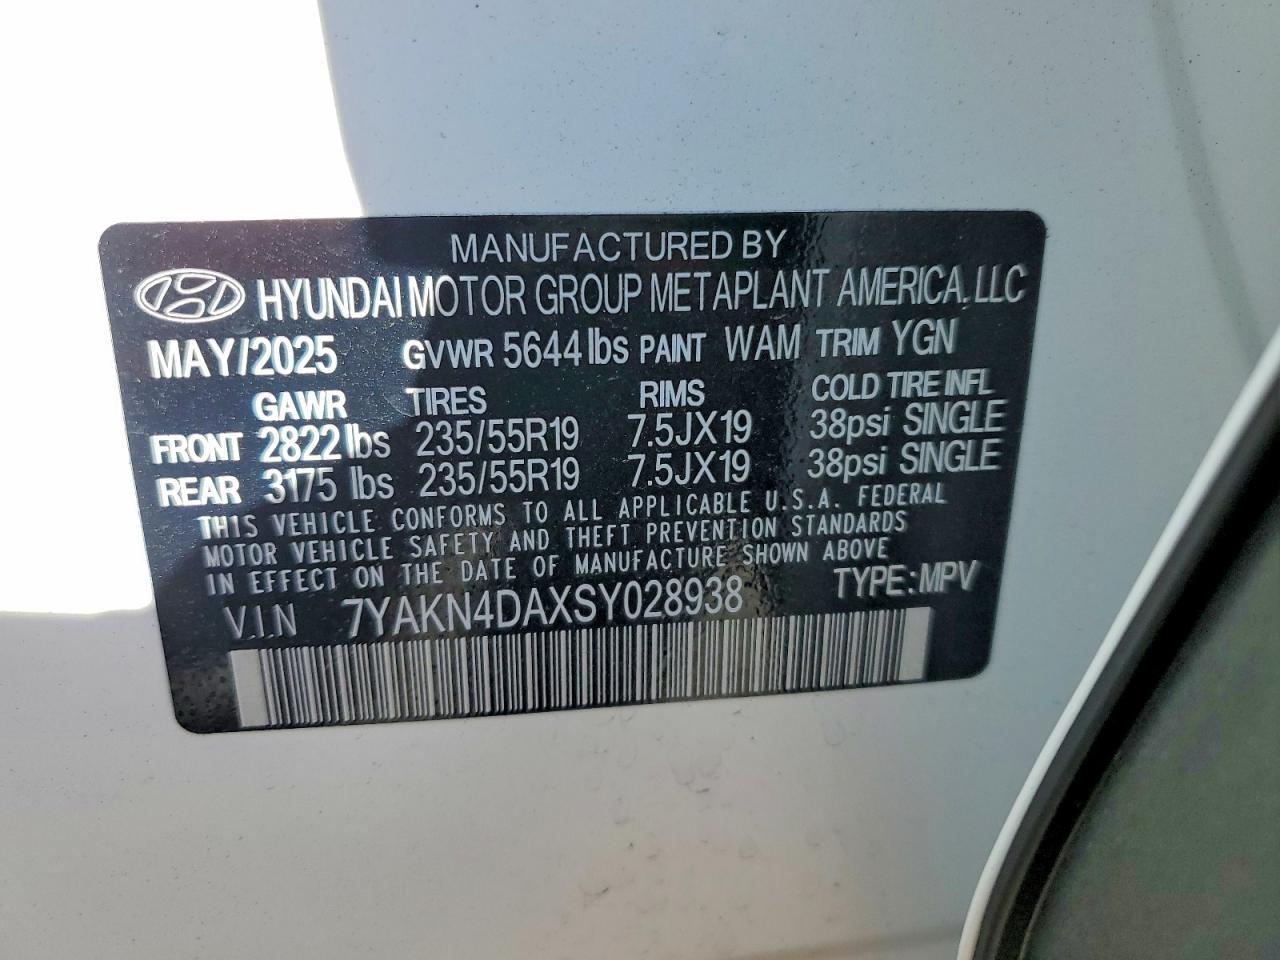 MANUFACTURED BY
HYUNDAI MOTOR GROUP METAPLANT AMERICA, LLC
MAY/2025 GVWR 5644 lbs PAINT WAM TRIM YGN
GAWR TIRES RIMS COLD TIRE INFL
FRONT 2822 lbs 235/55R19 7.5JX19 38psi SINGLE
REAR 3175 lbs 235/55R19 7.5JX19 38psi SINGLE
THIS VEHICLE CONFORMS TO ALL APPLICABLE U.S.A. FEDERAL
MOTOR VEHICLE SAFETY AND THEFT PREVENTION STANDARDS
IN EFFECT ON THE DATE OF MANUFACTURE SHOWN ABOVE
V.I.N 7YAKN4DAXSY028938 TYPE: MPV